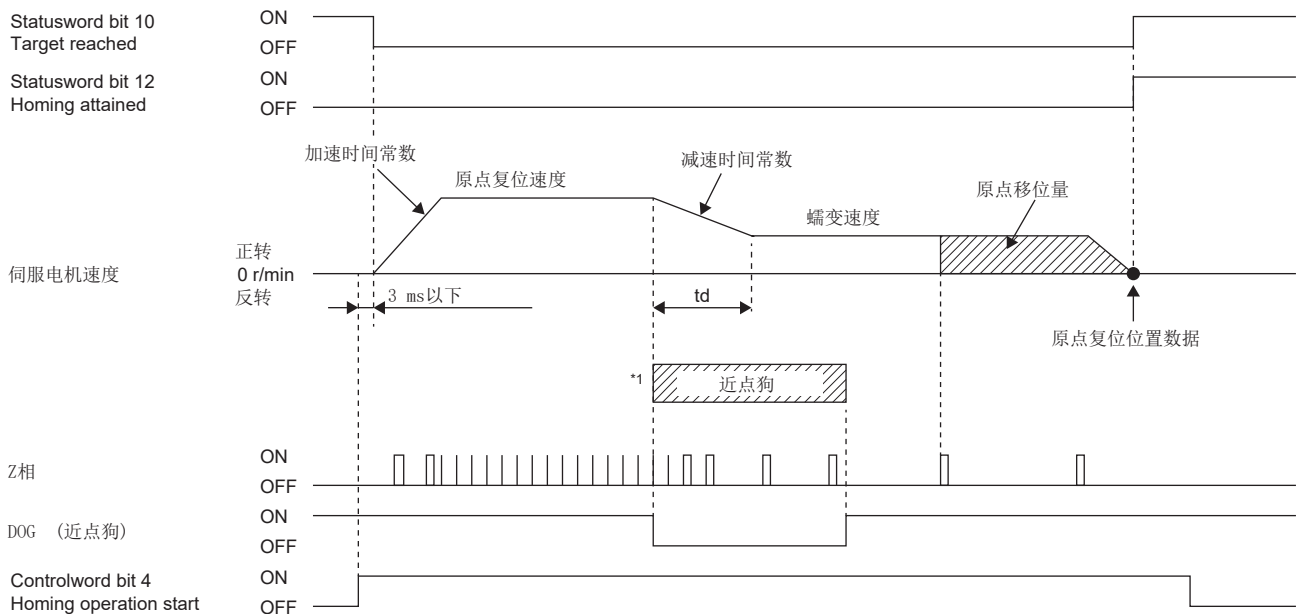 Statusword bit 10
Target reached
ON
OFF
Statusword bit 12
Homing attained
ON
OFF
加速时间常数
原点复位速度
减速时间常数
蠕变速度
原点移位量
伺服电机速度
正转
0 r/min
反转
3 ms以下
td
原点复位位置数据
*1
近点狗
Z相
ON
OFF
DOG (近点狗)
ON
OFF
Controlword bit 4
Homing operation start
ON
OFF